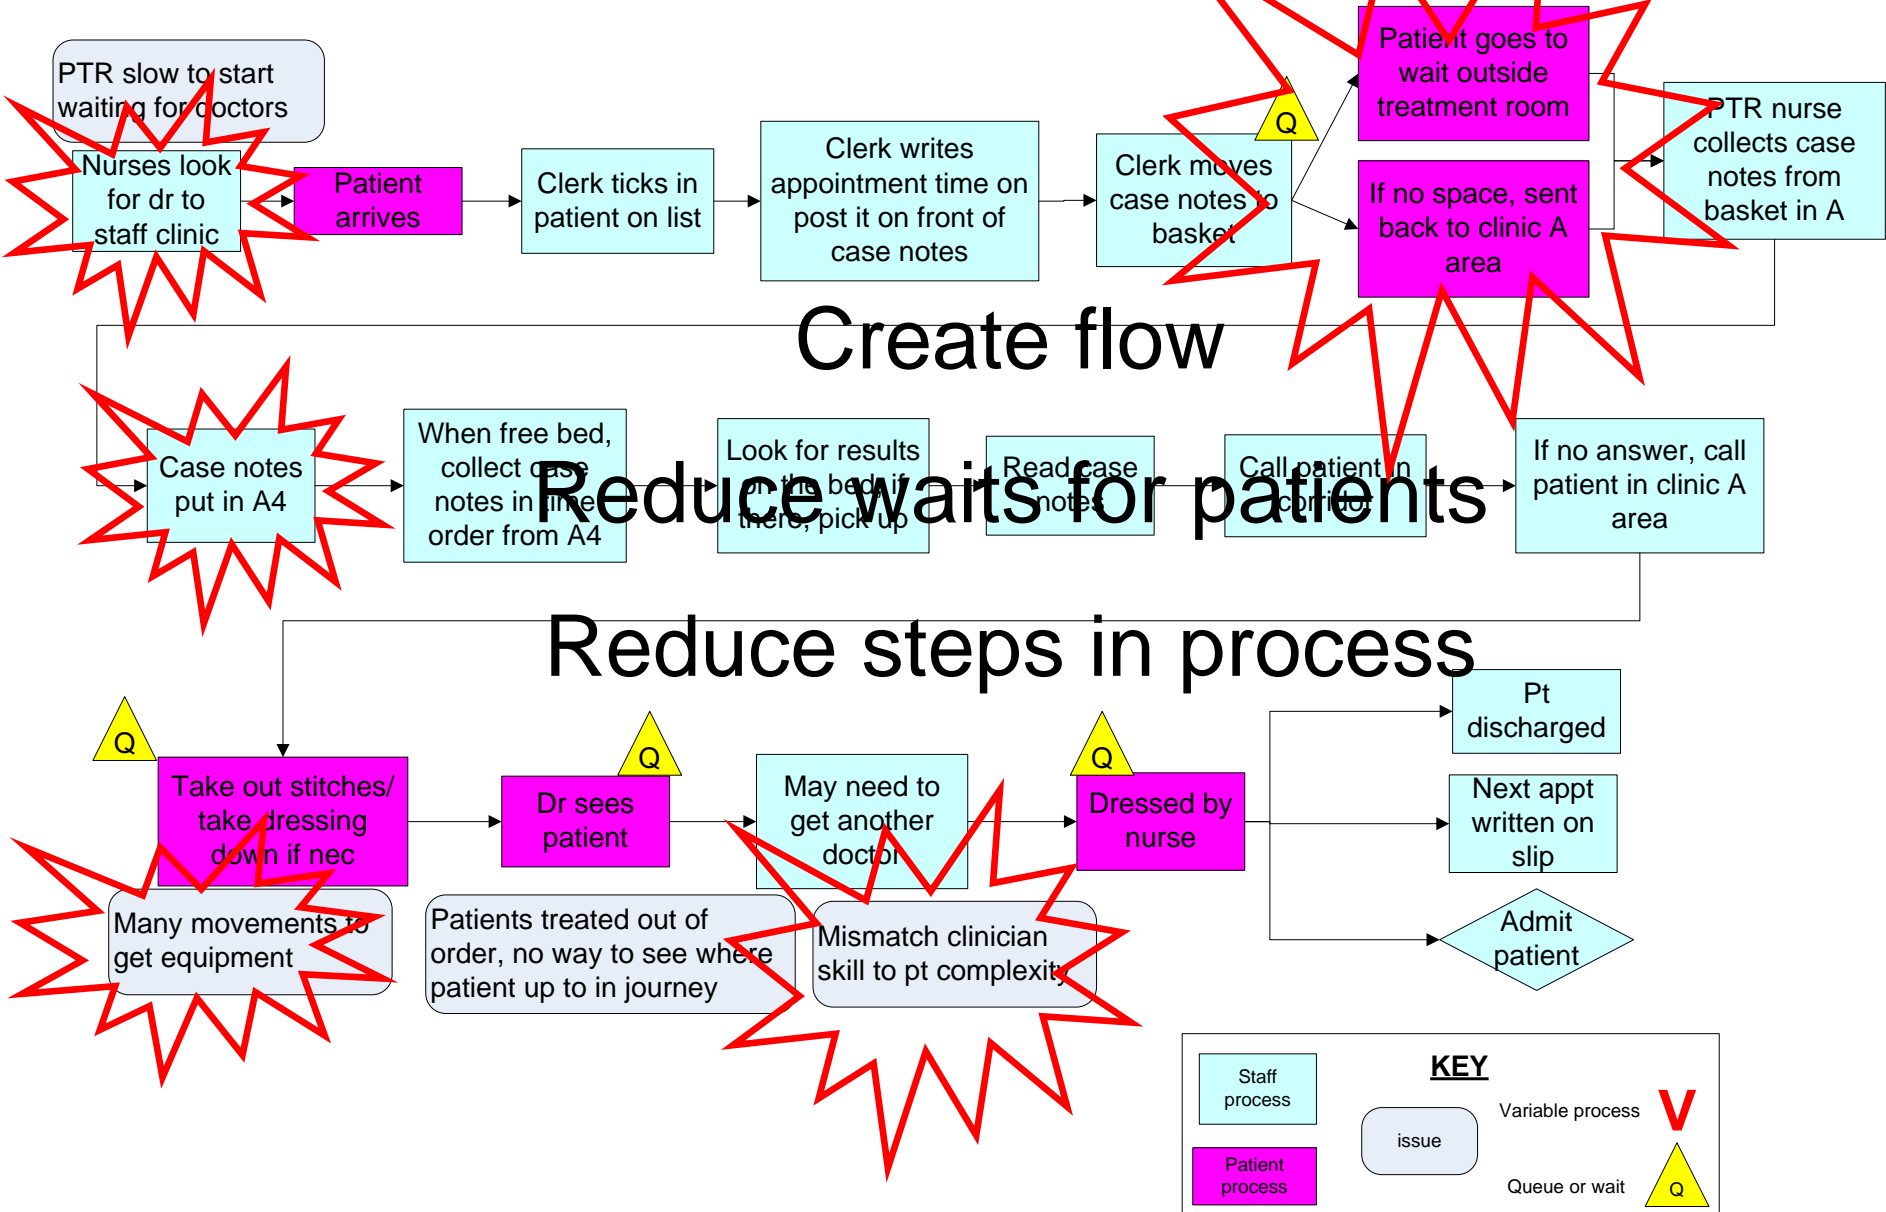 PTR slow to start
waiting for doctors
Nurses look
for dr to
staff clinic
Patient
arrives
Clerk ticks in
patient on list
Clerk writes
appointment time on
post it on front of
case notes
Clerk moves
case notes to
basket
Q
Patient goes to
wait outside
treatment room
If no space, sent
back to clinic A
area
PTR nurse
collects case
notes from
basket in A
Create flow
Case notes
put in A4
When free bed,
collect case
notes in time
order from A4
Look for results
on the bed, if
there, pick up
Read case
notes
Call patient in
corridor
If no answer, call
patient in clinic A
area
Reduce waits for patients
Reduce steps in process
Q
Take out stitches/
take dressing
down if nec
Many movements to
get equipment
Dr sees
patient
Q
Patients treated out of
order, no way to see where
patient up to in journey
May need to
get another
doctor
Mismatch clinician
skill to pt complexity
Q
Dressed by
nurse
Pt
discharged
Next appt
written on
slip
Admit
patient
KEY
Staff
process
Patient
process
issue
Variable process
V
Queue or wait
Q